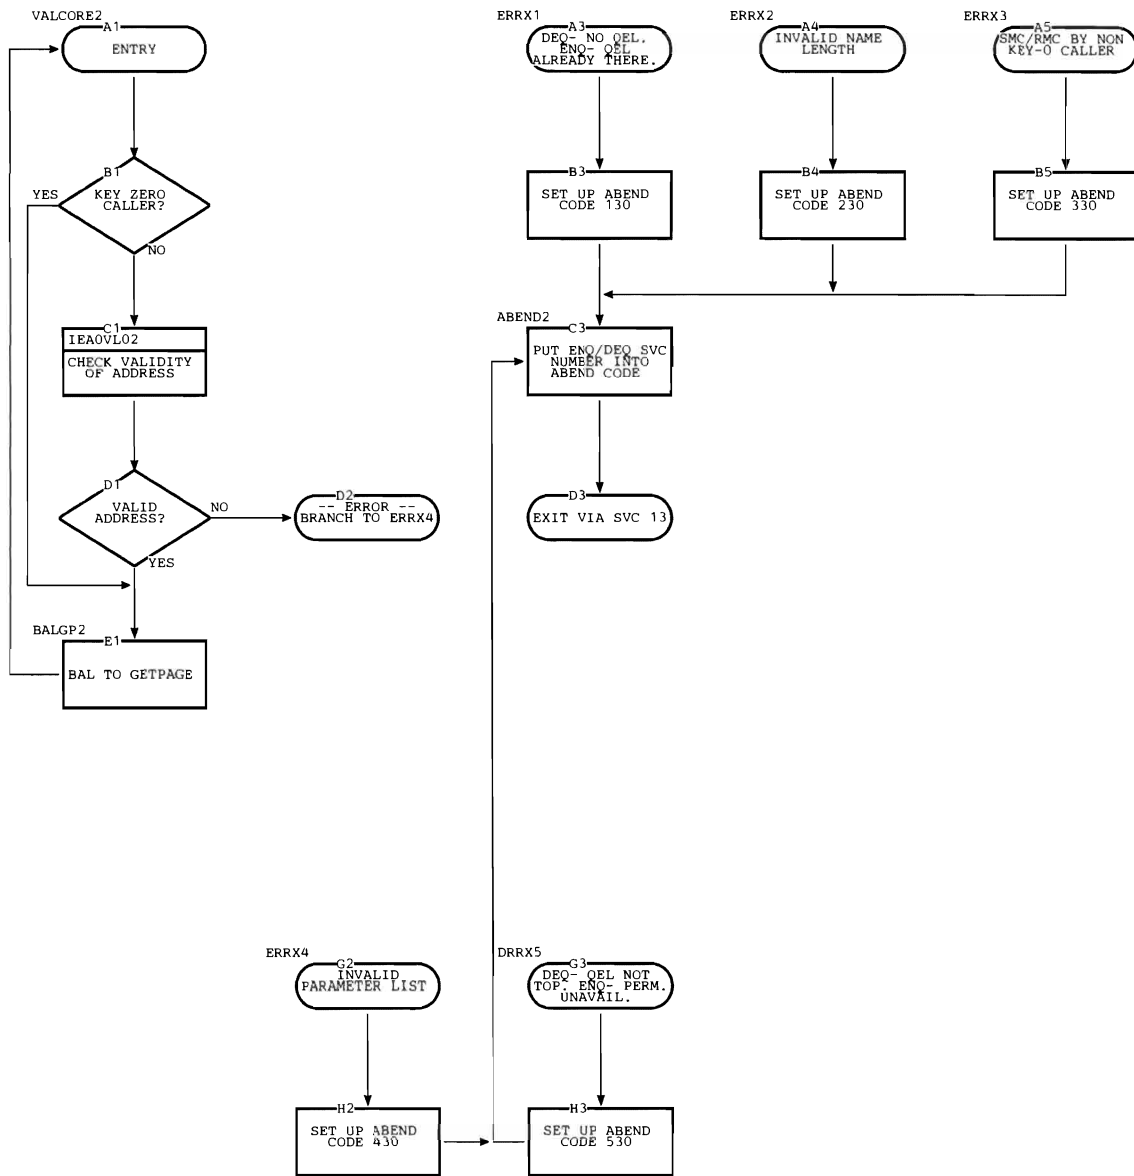 VALCORE2
A1
ENTRY
B1
KEY ZERO
CALLER?
YES
NO
C1
IEA0VL02
CHECK VALIDITY
OF ADDRESS
D1
VALID
ADDRESS?
NO
YES
D2
-- ERROR --
BRANCH TO ERRX4
BALGP2
E1
BAL TO GETPAGE
ERRX1
A3
DEQ- NO QEL.
ENQ- QEL
ALREADY THERE.
B3
SET UP ABEND
CODE 130
ERRX2
A4
INVALID NAME
LENGTH
B4
SET UP ABEND
CODE 230
ERRX3
A5
SMC/RMC BY NON
KEY-0 CALLER
B5
SET UP ABEND
CODE 330
ABEND2
C3
PUT ENQ/DEQ SVC
NUMBER INTO
ABEND CODE
D3
EXIT VIA SVC 13
ERRX4
G2
INVALID
PARAMETER LIST
H2
SET UP ABEND
CODE 430
DRRX5
G3
DEQ- QEL NOT
TOP. ENQ- PERM.
UNAVAIL.
H3
SET UP ABEND
CODE 530